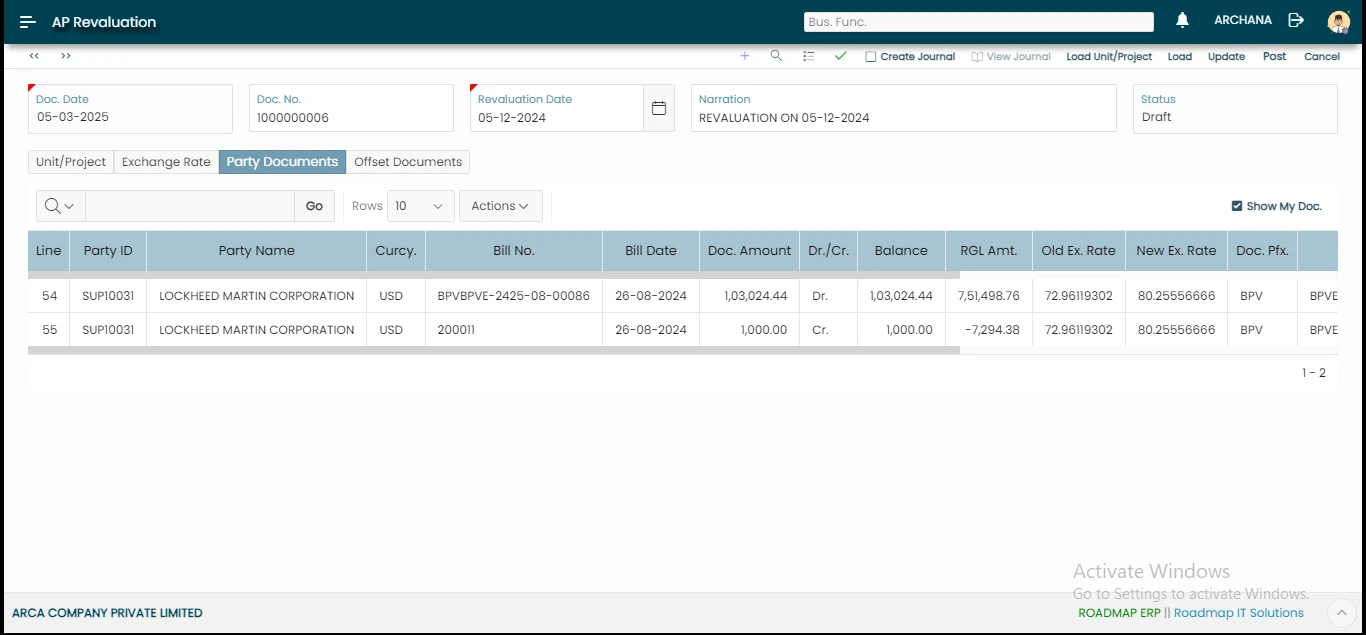 AP Revaluation Bus. Func. ARCHANA
<< >> + Create Journal View Journal Load Unit/Project Load Update Post Cancel
Doc. Date Doc. No. Revaluation Date Narration Status
05-03-2025 1000000006 05-12-2024 REVALUATION ON 05-12-2024 Draft
Unit/Project Exchange Rate Party Documents Offset Documents
Go Rows 10 Actions Show My Doc.
Line Party ID Party Name Curcy. Bill No. Bill Date Doc. Amount Dr./Cr. Balance RGL Amt. Old Ex. Rate New Ex. Rate Doc. Pfx.
54 SUP10031 LOCKHEED MARTIN CORPORATION USD BPVBPVE-2425-08-00086 26-08-2024 1,03,024.44 Dr. 1,03,024.44 7,51,498.76 72.96119302 80.25556666 BPV BPVE
55 SUP10031 LOCKHEED MARTIN CORPORATION USD 200011 26-08-2024 1,000.00 Cr. 1,000.00 -7,294.38 72.96119302 80.25556666 BPV BPVE
1 - 2
Activate Windows
Go to Settings to activate Windows.
ARCA COMPANY PRIVATE LIMITED ROADMAP ERP || Roadmap IT Solutions